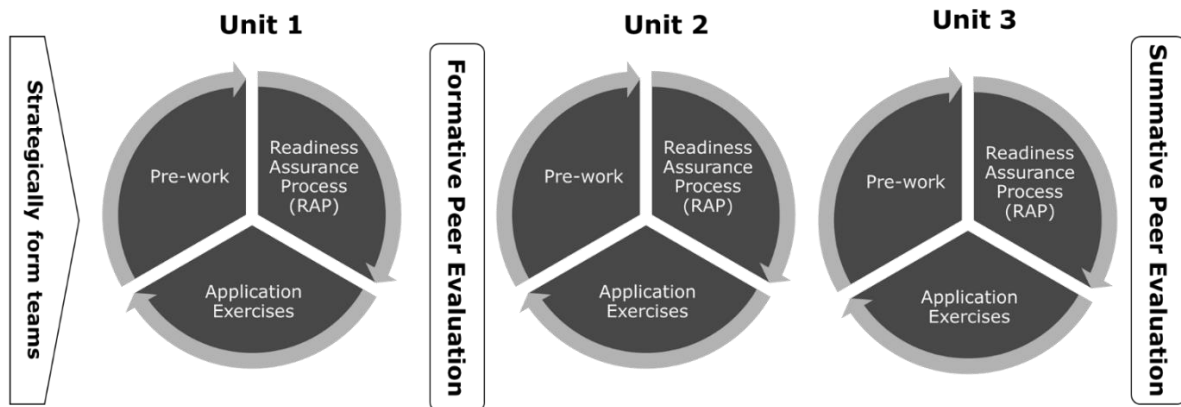 Strategically form teams
Unit 1
Pre-work
Readiness
Assurance
Process
(RAP)
Application
Exercises
Formative Peer Evaluation
Unit 2
Pre-work
Readiness
Assurance
Process
(RAP)
Application
Exercises
Unit 3
Pre-work
Readiness
Assurance
Process
(RAP)
Application
Exercises
Summative Peer Evaluation